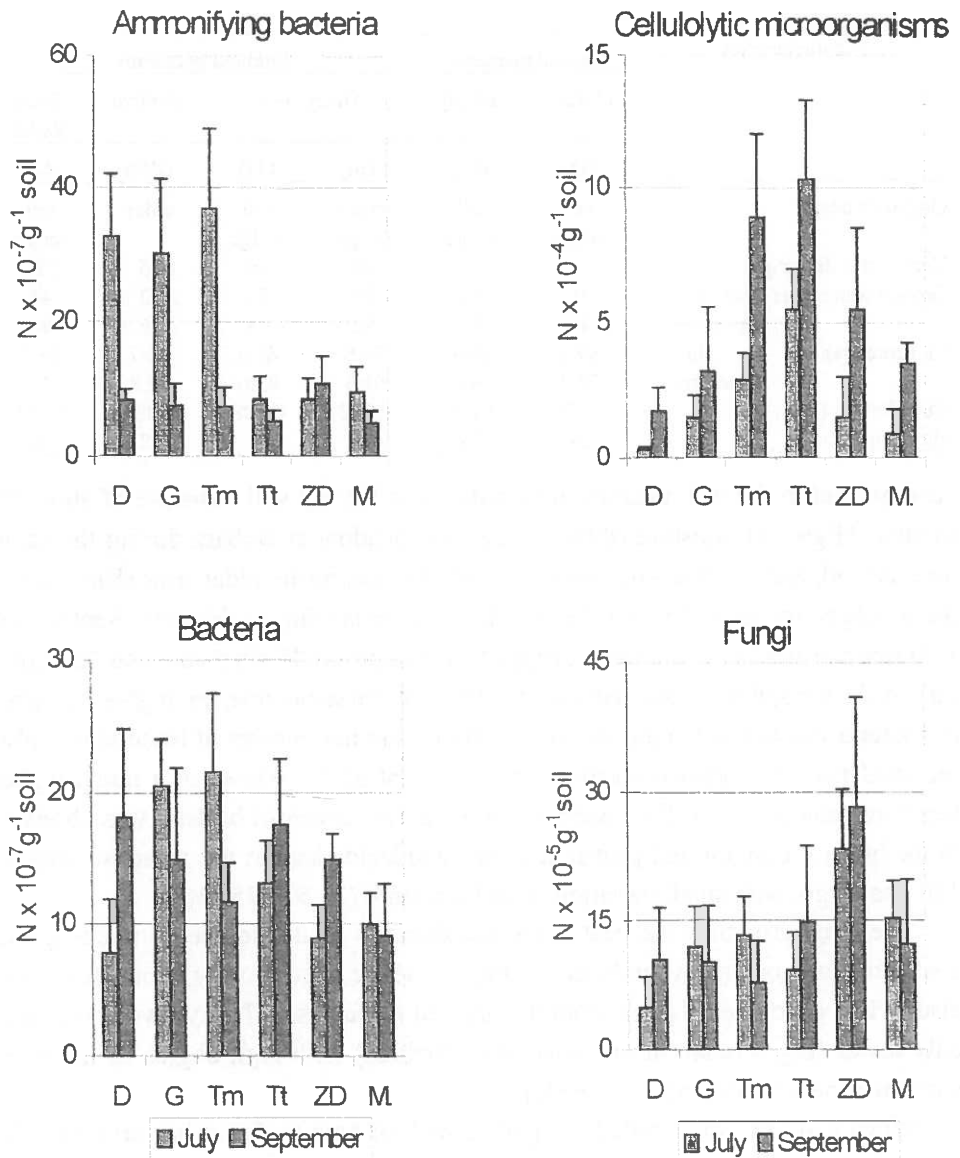 Ammonifying bacteria
60
40
20
0
N x 10⁻⁷g⁻¹ soil
D G Tm Tt ZD M.
Cellulolytic microorganisms
15
10
5
0
N x 10⁻⁴g⁻¹ soil
D G Tm Tt ZD M.
Bacteria
30
20
10
0
N x 10⁻⁷g⁻¹soil
D G Tm Tt ZD M.
July September
Fungi
45
30
15
0
N x 10⁻⁵g⁻¹ soil
D G Tm Tt ZD M.
July September